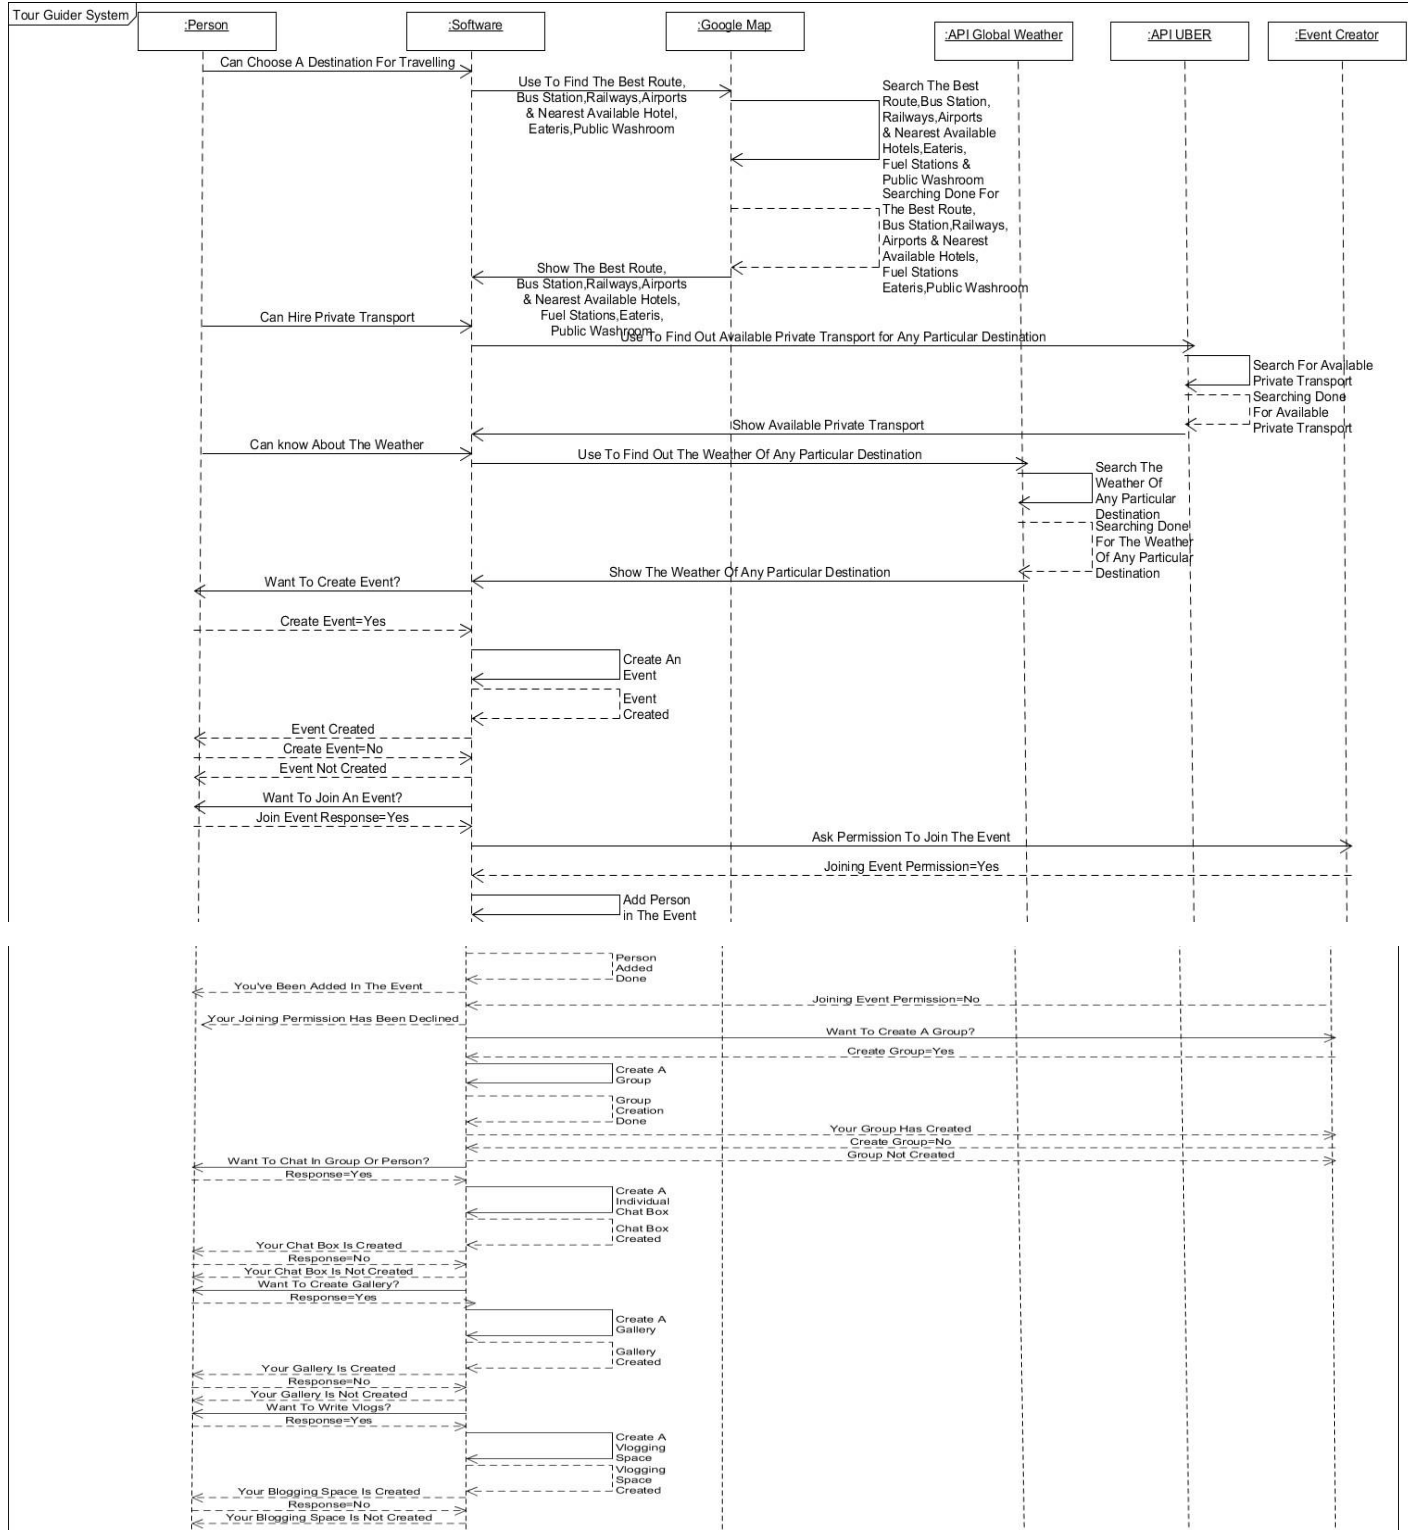 Tour Guider System
:Person
:Software
:Google Map
:API Global Weather
:API UBER
:Event Creator
Can Choose A Destination For Travelling
Use To Find The Best Route,
Bus Station,Railways,Airports
& Nearest Available Hotel,
Eateris,Public Washroom
Search The Best
Route,Bus Station,
Railways,Airports
& Nearest Available
Hotels,Eateris,
Fuel Stations &
Public Washroom
Searching Done For
The Best Route,
Bus Station,Railways,
Airports & Nearest
Available Hotels,
Fuel Stations
Eateris,Public Washroom
Show The Best Route,
Bus Station,Railways,Airports
& Nearest Available Hotels,
Fuel Stations,Eateris,
Public Washroom
Can Hire Private Transport
Use To Find Out Available Private Transport for Any Particular Destination
Search For Available
Private Transport
Searching Done
For Available
Private Transport
Show Available Private Transport
Can know About The Weather
Use To Find Out The Weather Of Any Particular Destination
Search The
Weather Of
Any Particular
Destination
Searching Done
For The Weather
Of Any Particular
Destination
Show The Weather Of Any Particular Destination
Want To Create Event?
Create Event=Yes
Create An
Event
Event
Created
Event Created
Create Event=No
Event Not Created
Want To Join An Event?
Join Event Response=Yes
Ask Permission To Join The Event
Joining Event Permission=Yes
Add Person
in The Event
Person
Added
Done
You've Been Added In The Event
Joining Event Permission=No
Your Joining Permission Has Been Declined
Want To Create A Group?
Create Group=Yes
Create A
Group
Group
Creation
Done
Your Group Has Created
Create Group=No
Group Not Created
Want To Chat In Group Or Person?
Response=Yes
Create A
Individual
Chat Box
Chat Box
Created
Your Chat Box Is Created
Response=No
Your Chat Box Is Not Created
Want To Create Gallery?
Response=Yes
Create A
Gallery
Gallery
Created
Your Gallery Is Created
Response=No
Your Gallery Is Not Created
Want To Write Vlogs?
Response=Yes
Create A
Vlogging
Space
Vlogging
Space
Created
Your Blogging Space Is Created
Response=No
Your Blogging Space Is Not Created